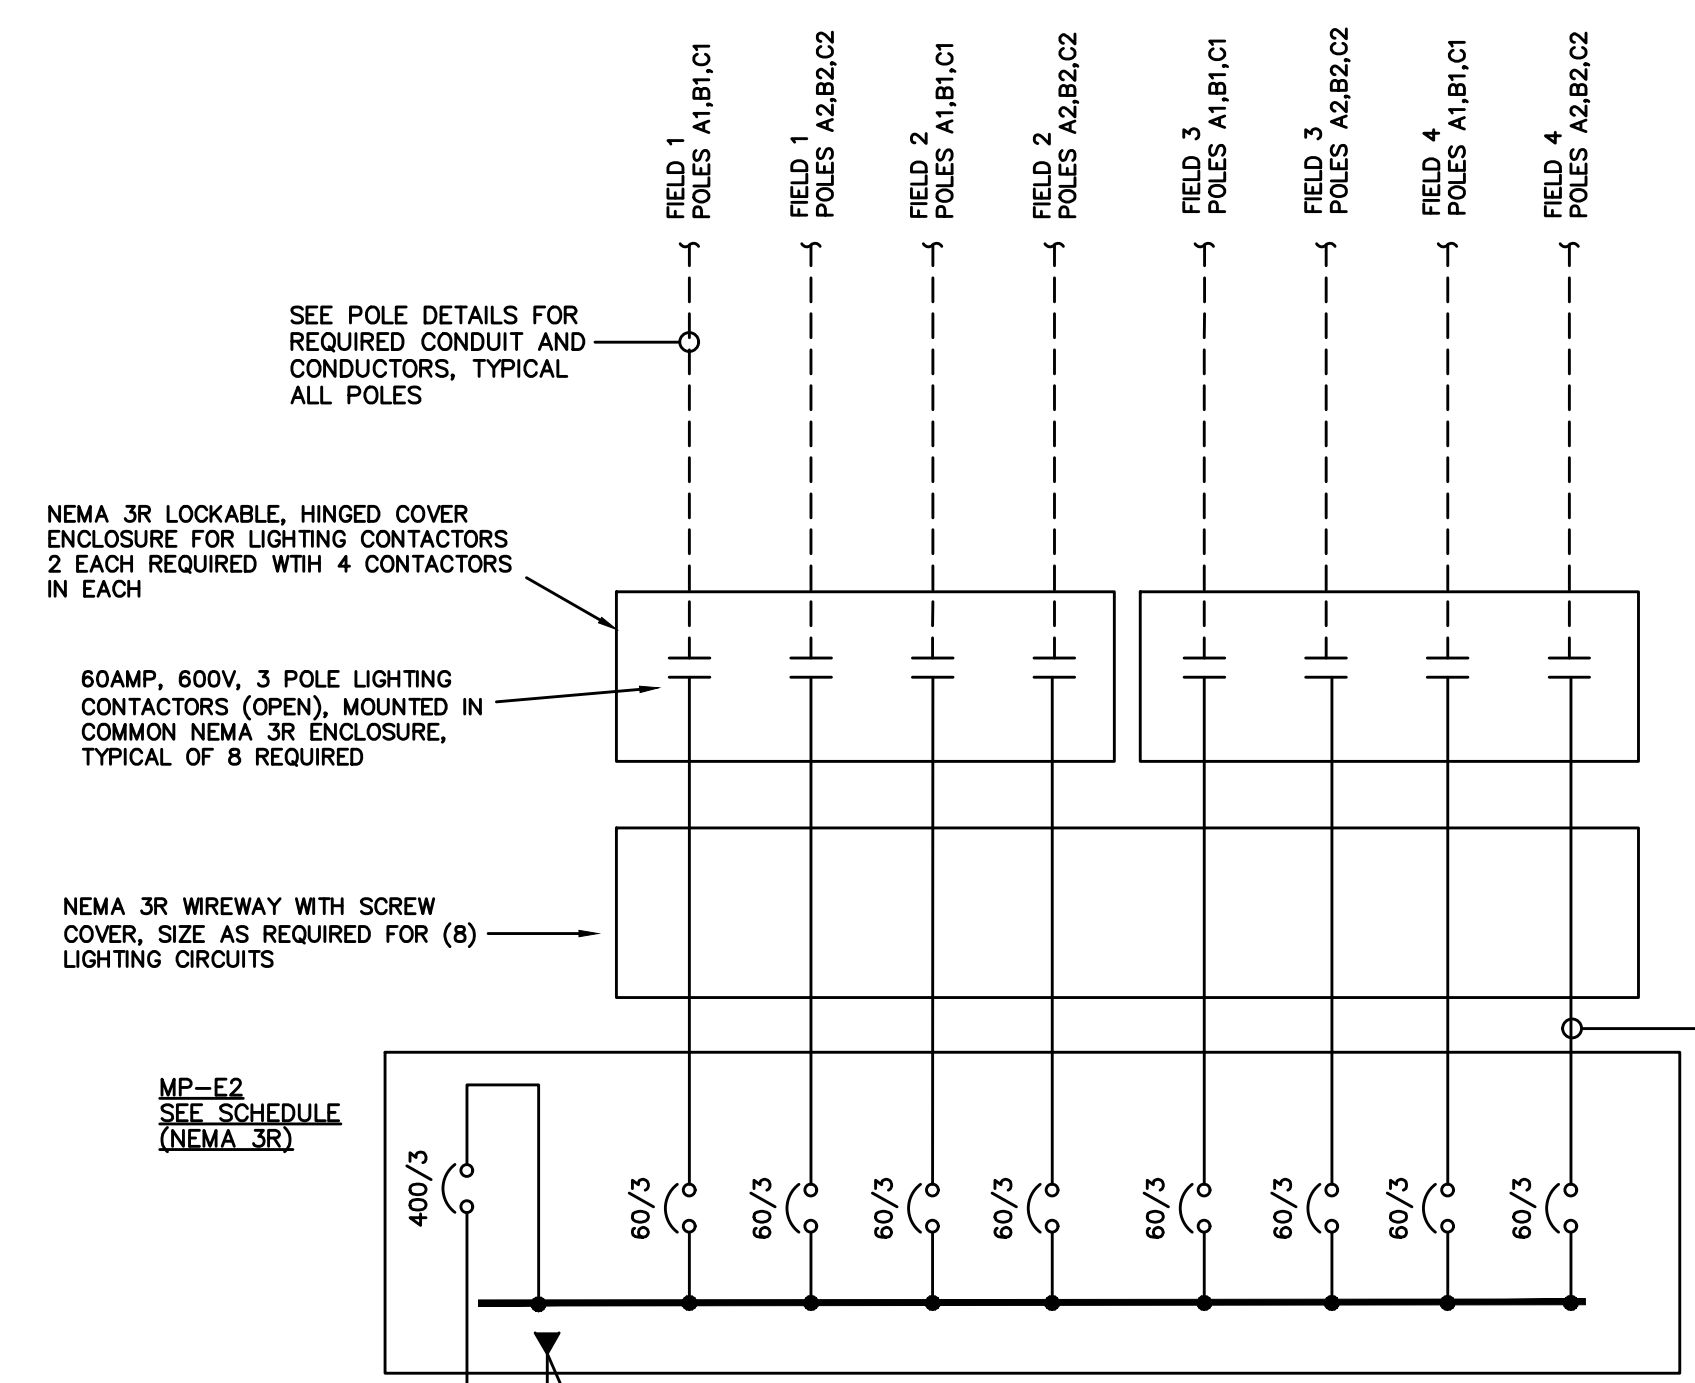 FIELD 1
POLES A1,B1,C1
FIELD 1
POLES A2,B2,C2
FIELD 2
POLES A1,B1,C1
FIELD 2
POLES A2,B2,C2
FIELD 3
POLES A1,B1,C1
FIELD 3
POLES A2,B2,C2
FIELD 4
POLES A1,B1,C1
FIELD 4
POLES A2,B2,C2
SEE POLE DETAILS FOR
REQUIRED CONDUIT AND
CONDUCTORS, TYPICAL
ALL POLES
NEMA 3R LOCKABLE, HINGED COVER
ENCLOSURE FOR LIGHTING CONTACTORS
2 EACH REQUIRED WTIH 4 CONTACTORS
IN EACH
60AMP, 600V, 3 POLE LIGHTING
CONTACTORS (OPEN), MOUNTED IN
COMMON NEMA 3R ENCLOSURE,
TYPICAL OF 8 REQUIRED
NEMA 3R WIREWAY WITH SCREW
COVER, SIZE AS REQUIRED FOR (8)
LIGHTING CIRCUITS
MP-E2
SEE SCHEDULE
(NEMA 3R)
400/3
60/3
60/3
60/3
60/3
60/3
60/3
60/3
60/3